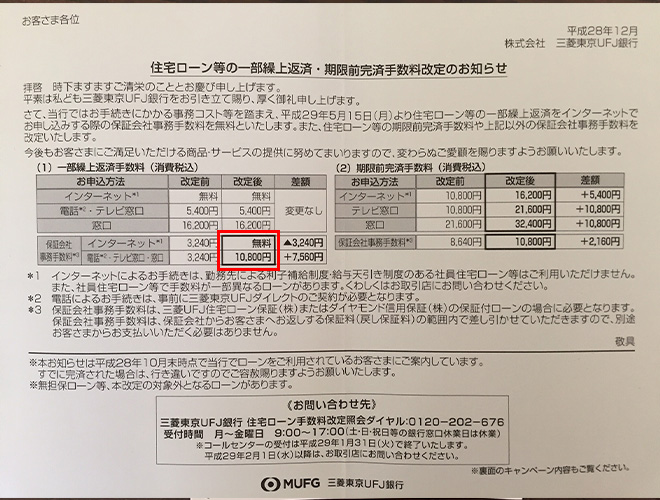 お客さま各位
平成28年12月
株式会社 三菱東京UFJ銀行
住宅ローン等の一部繰上返済・期限前完済手数料改定のお知らせ
拝啓 時下ますますご清栄のこととお慶び申し上げます。
平素は私ども三菱東京UFJ銀行をお引き立て賜り、厚く御礼申し上げます。
さて、当行ではお手続きにかかる事務コスト等を踏まえ、平成29年5月15日(月)より住宅ローン等の一部繰上返済をインターネットで
お申し込みする際の保証会社事務手数料を無料といたします。また、住宅ローン等の期限前完済手数料や上記以外の保証会社事務手数料を
改定いたします。
今後もお客さまにご満足いただける商品・サービスの提供に努めてまいりますので、変わらぬご愛顧を賜りますようお願いいたします。
(1) 一部繰上返済手数料(消費税込)
お申込方法 改定前 改定後 差額
インターネット*1 無料 無料 変更なし
電話*2・テレビ窓口 5,400円 5,400円
窓口 16,200円 16,200円
保証会社事務手数料*3 インターネット*1 3,240円 無料 ▲3,240円
電話*2・テレビ窓口・窓口 3,240円 10,800円 +7,560円
(2) 期限前完済手数料(消費税込)
お申込方法 改定前 改定後 差額
インターネット*1 10,800円 16,200円 +5,400円
テレビ窓口 10,800円 21,600円 +10,800円
窓口 21,600円 32,400円 +10,800円
保証会社事務手数料*3 8,640円 10,800円 +2,160円
*1 インターネットによるお手続きは、勤務先による利子補給制度・給与天引き制度のある社員住宅ローン等はご利用いただけません。
また、社員住宅ローン等で手数料が一部異なるローンがあります。くわしくはお取引店にお問い合わせください。
*2 電話によるお手続きは、事前に三菱東京UFJダイレクトのご契約が必要となります。
*3 保証会社事務手数料は、三菱UFJ住宅ローン保証(株)またはダイヤモンド信用保証(株)の保証付ローンの場合に必要となります。
保証会社事務手数料は、保証会社からお客さまへお返しする保証料(戻し保証料)の範囲内で差し引かせていただきますので、別途
お客さまからお支払いいただく必要はありません。
敬具
※本お知らせは平成28年10月末時点で当行でローンをご利用されているお客さまにご案内しています。
すでに完済された場合は、行き違いですのでご容赦賜りますようお願いいたします。
※無担保ローン等、本改定の対象外となるローンがあります。
《お問い合わせ先》
三菱東京UFJ銀行 住宅ローン手数料改定照会ダイヤル:0120-202-676
受付時間 月~金曜日 9:00~17:00(土・日・祝日等の銀行窓口休業日は休業)
※コールセンターの受付は平成29年1月31日(火)で終了いたします。
平成29年2月1日(水)以降は、お取引店にお問い合わせください。
※裏面のキャンペーン内容もご覧ください。
MUFG 三菱東京UFJ銀行